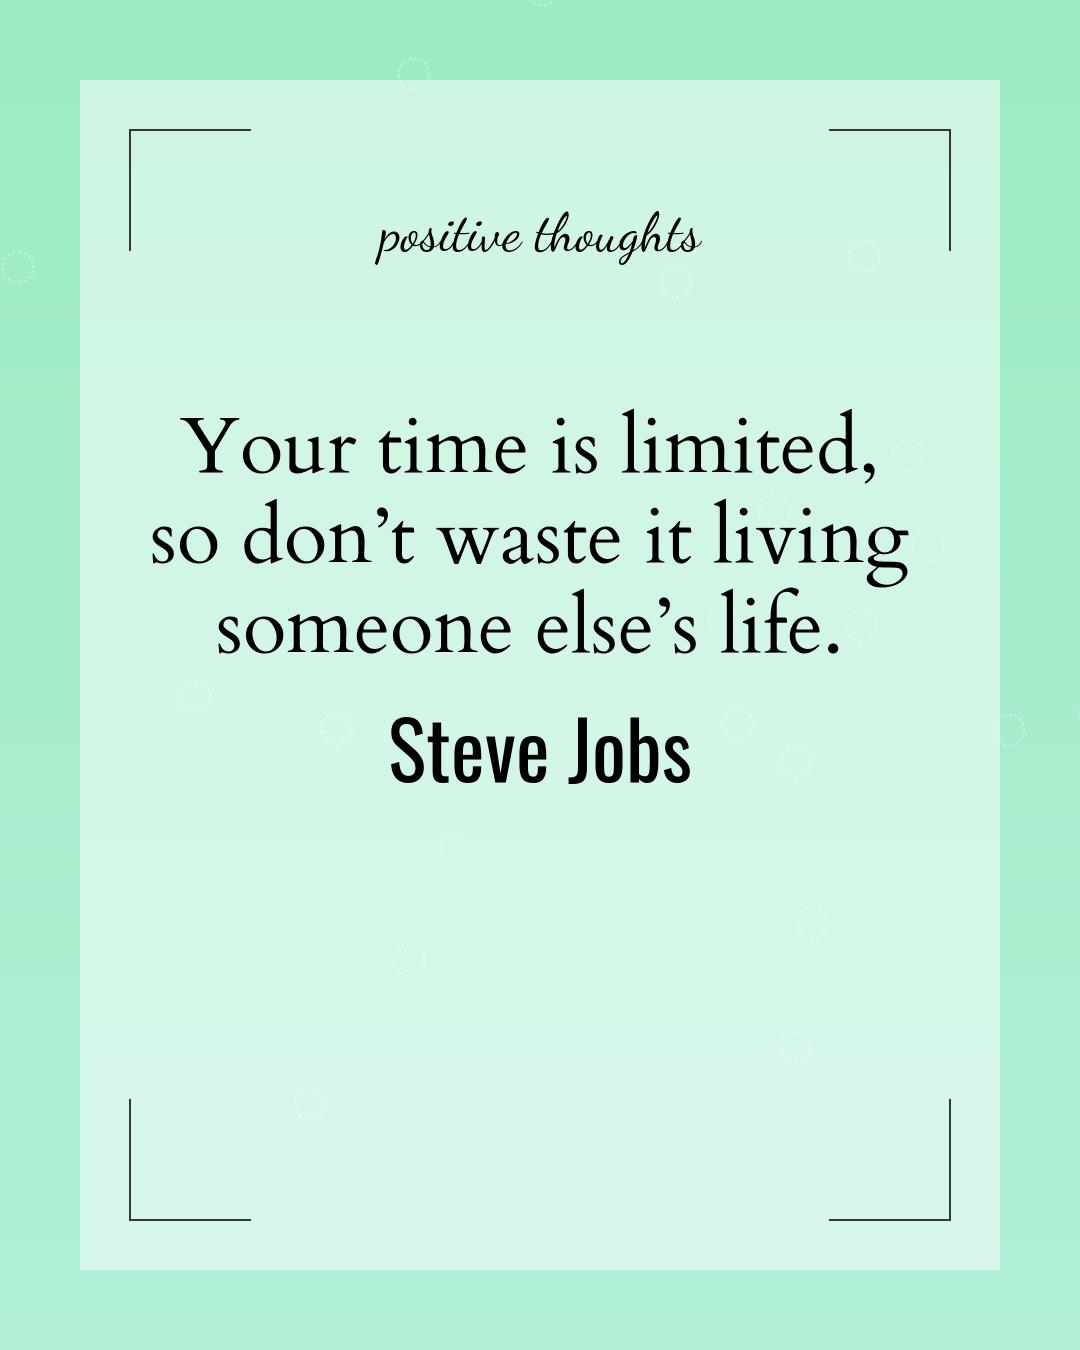 positive thoughts
Your time is limited,
so don’t waste it living
someone else’s life.
Steve Jobs